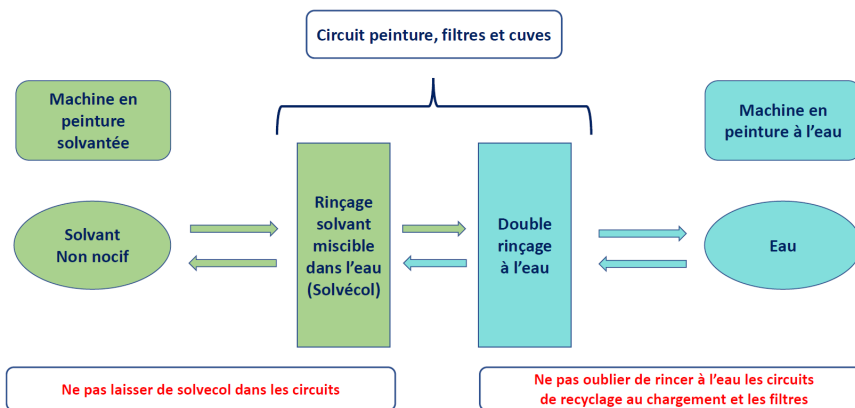 Circuit peinture, filtres et cuves
Machine en
peinture
solvantée
Machine en
peinture à l’eau
Solvant
Non nocif
Rinçage
solvant
miscible
dans l’eau
(Solvécol)
Double
rinçage
à l’eau
Eau
Ne pas laisser de solvecol dans les circuits
Ne pas oublier de rincer à l’eau les circuits
de recyclage au chargement et les filtres